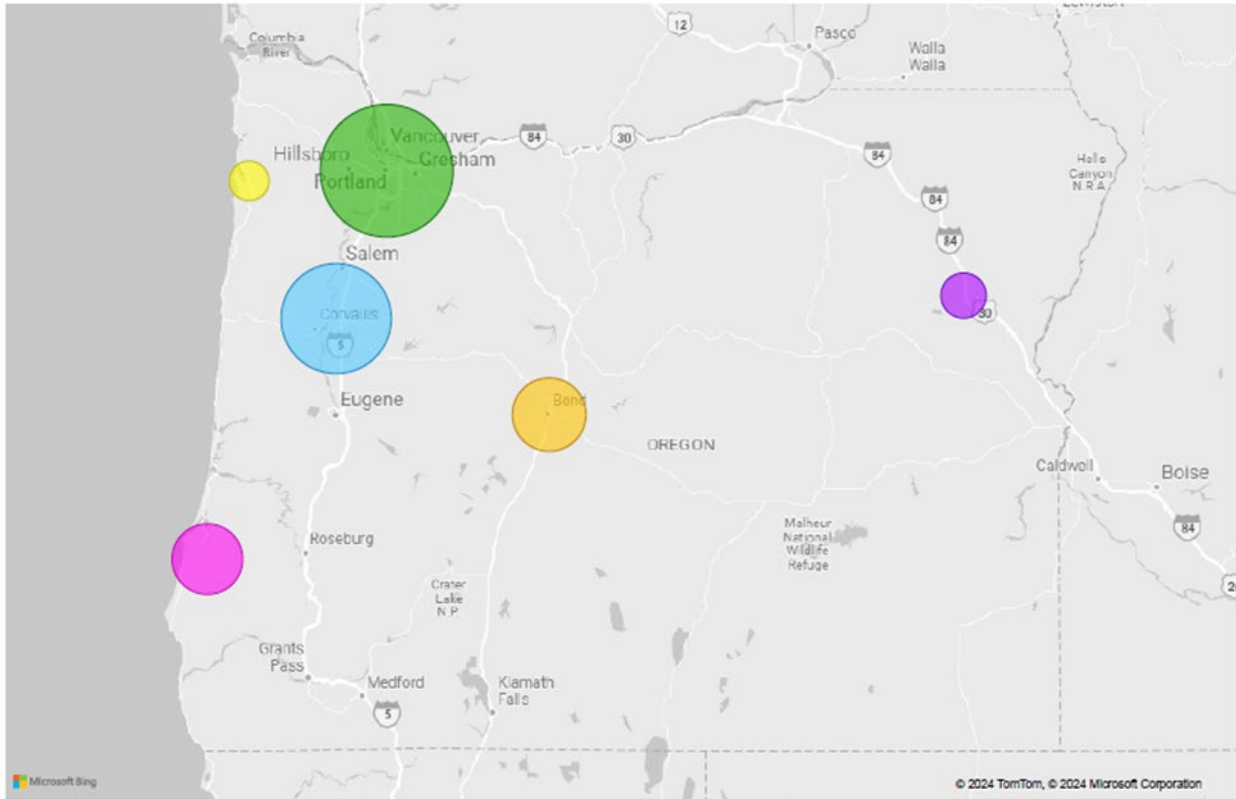 12
Pasco
Columbia
River
Walla
Walla
Vancouver
84
30
Hillsboro
Gresham
84
Hells
Canyon
N.R.A.
Portland
84
84
Salem
30
Corvallis
5
Eugene
Bend
OREGON
Caldwell
Boise
84
Malheur
National
Wildlife
Refuge
Roseburg
Crater
Lake
N.P.
Grants
Pass
Medford
Klamath
Falls
5
Microsoft Bing
© 2024 TomTom, © 2024 Microsoft Corporation